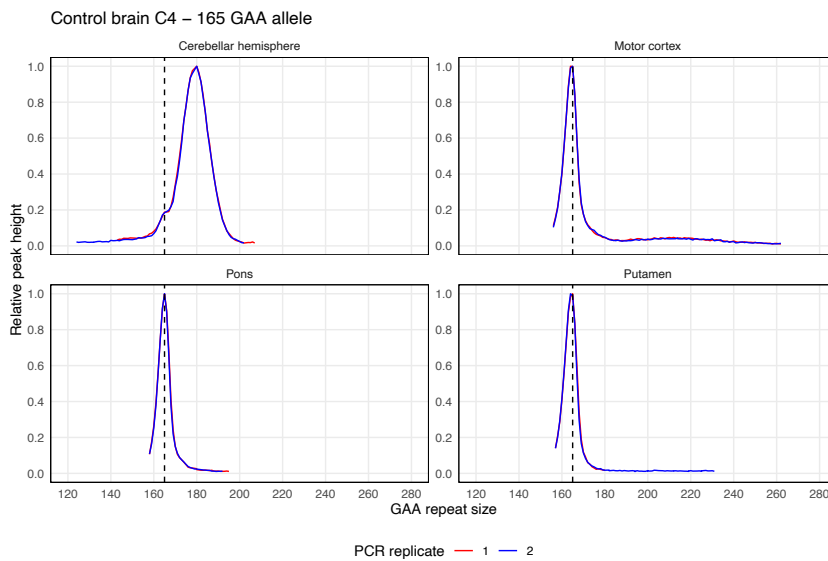 Control brain C4 – 165 GAA allele
Cerebellar hemisphere
Motor cortex
1.0
0.8
0.6
0.4
0.2
0.0
1.0
0.8
0.6
0.4
0.2
0.0
Relative peak height
Pons
Putamen
1.0
0.8
0.6
0.4
0.2
0.0
1.0
0.8
0.6
0.4
0.2
0.0
120 140 160 180 200 220 240 260 280
120 140 160 180 200 220 240 260 280
GAA repeat size
PCR replicate 1 2